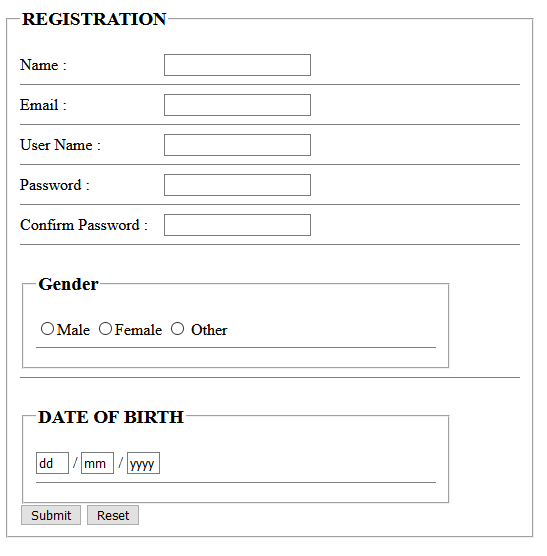 REGISTRATION
Name :
Email :
User Name :
Password :
Confirm Password :
Gender
Male Female Other
DATE OF BIRTH
dd / mm / yyyy
Submit Reset